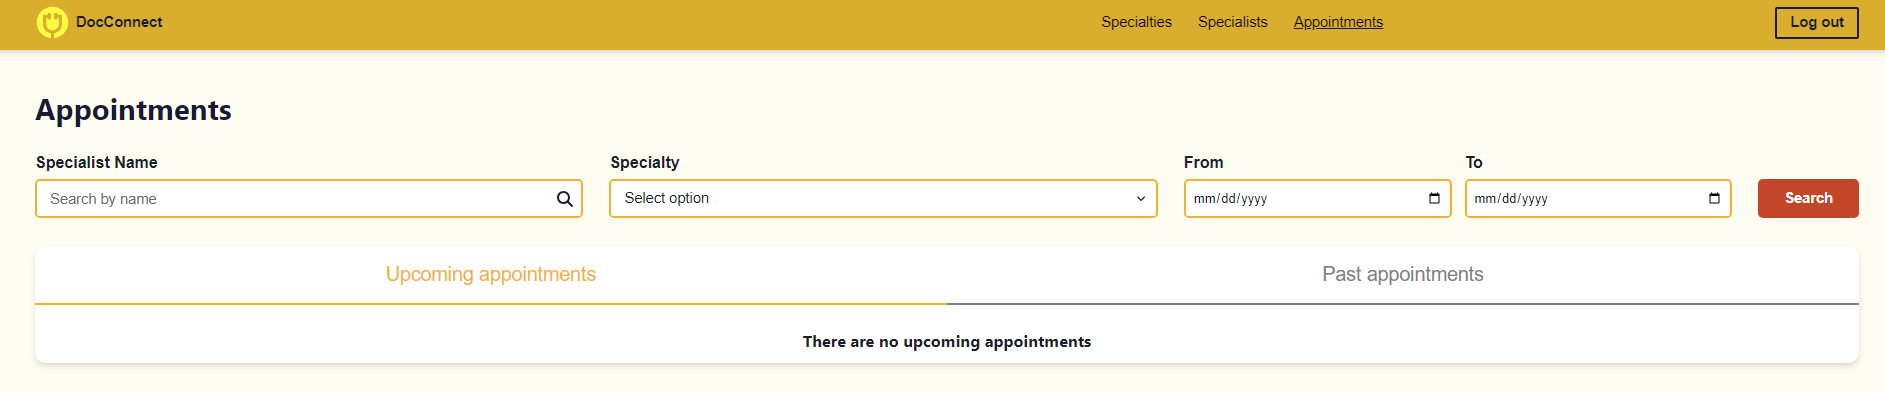 DocConnect Specialties Specialists Appointments Log out
Appointments
Specialist Name Specialty From To
Search by name Select option mm/dd/yyyy mm/dd/yyyy Search
Upcoming appointments Past appointments
There are no upcoming appointments